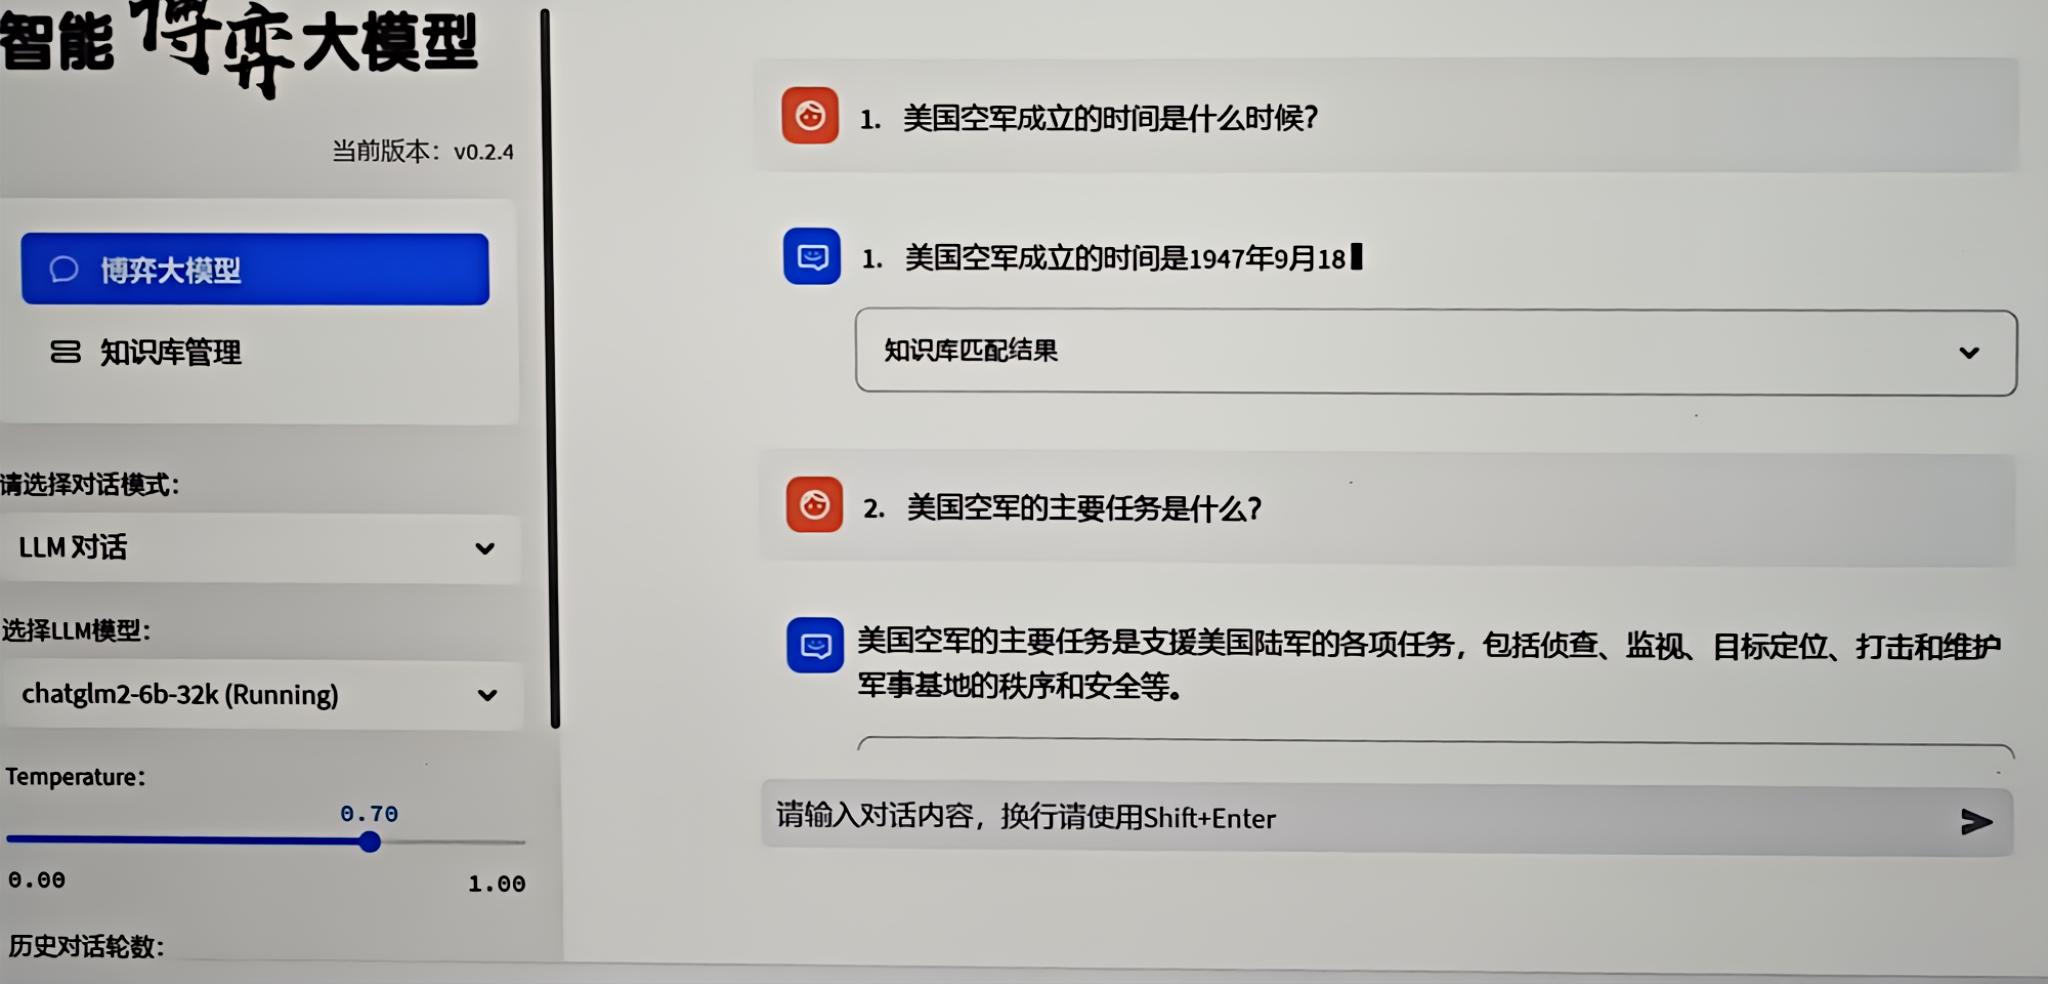 智能博弈大模型
当前版本：v0.2.4
博弈大模型
知识库管理
请选择对话模式：
LLM 对话
选择LLM模型：
chatglm2-6b-32k (Running)
Temperature：
0.70
0.00
1.00
历史对话轮数：
1. 美国空军成立的时间是什么时候？
1. 美国空军成立的时间是1947年9月18
知识库匹配结果
2. 美国空军的主要任务是什么？
美国空军的主要任务是支援美国陆军的各项任务，包括侦查、监视、目标定位、打击和维护
军事基地的秩序和安全等。
请输入对话内容，换行请使用Shift+Enter